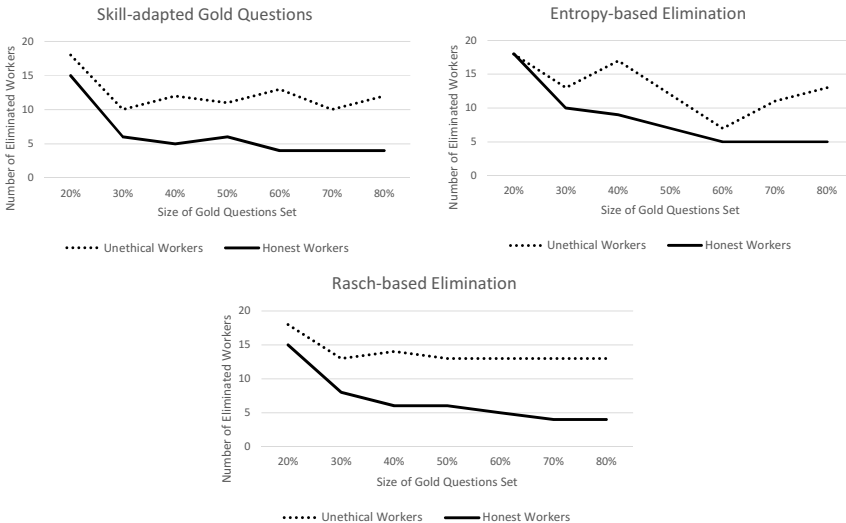 Skill-adapted Gold Questions
Number of Eliminated Workers
20
15
10
5
0
20% 30% 40% 50% 60% 70% 80%
Size of Gold Questions Set
Unethical Workers Honest Workers
Entropy-based Elimination
Number of Eliminated Workers
20
15
10
5
0
20% 30% 40% 50% 60% 70% 80%
Size of Gold Questions Set
Unethical Workers Honest Workers
Rasch-based Elimination
Number of Eliminated Workers
20
15
10
5
0
20% 30% 40% 50% 60% 70% 80%
Size of Gold Questions Set
Unethical Workers Honest Workers